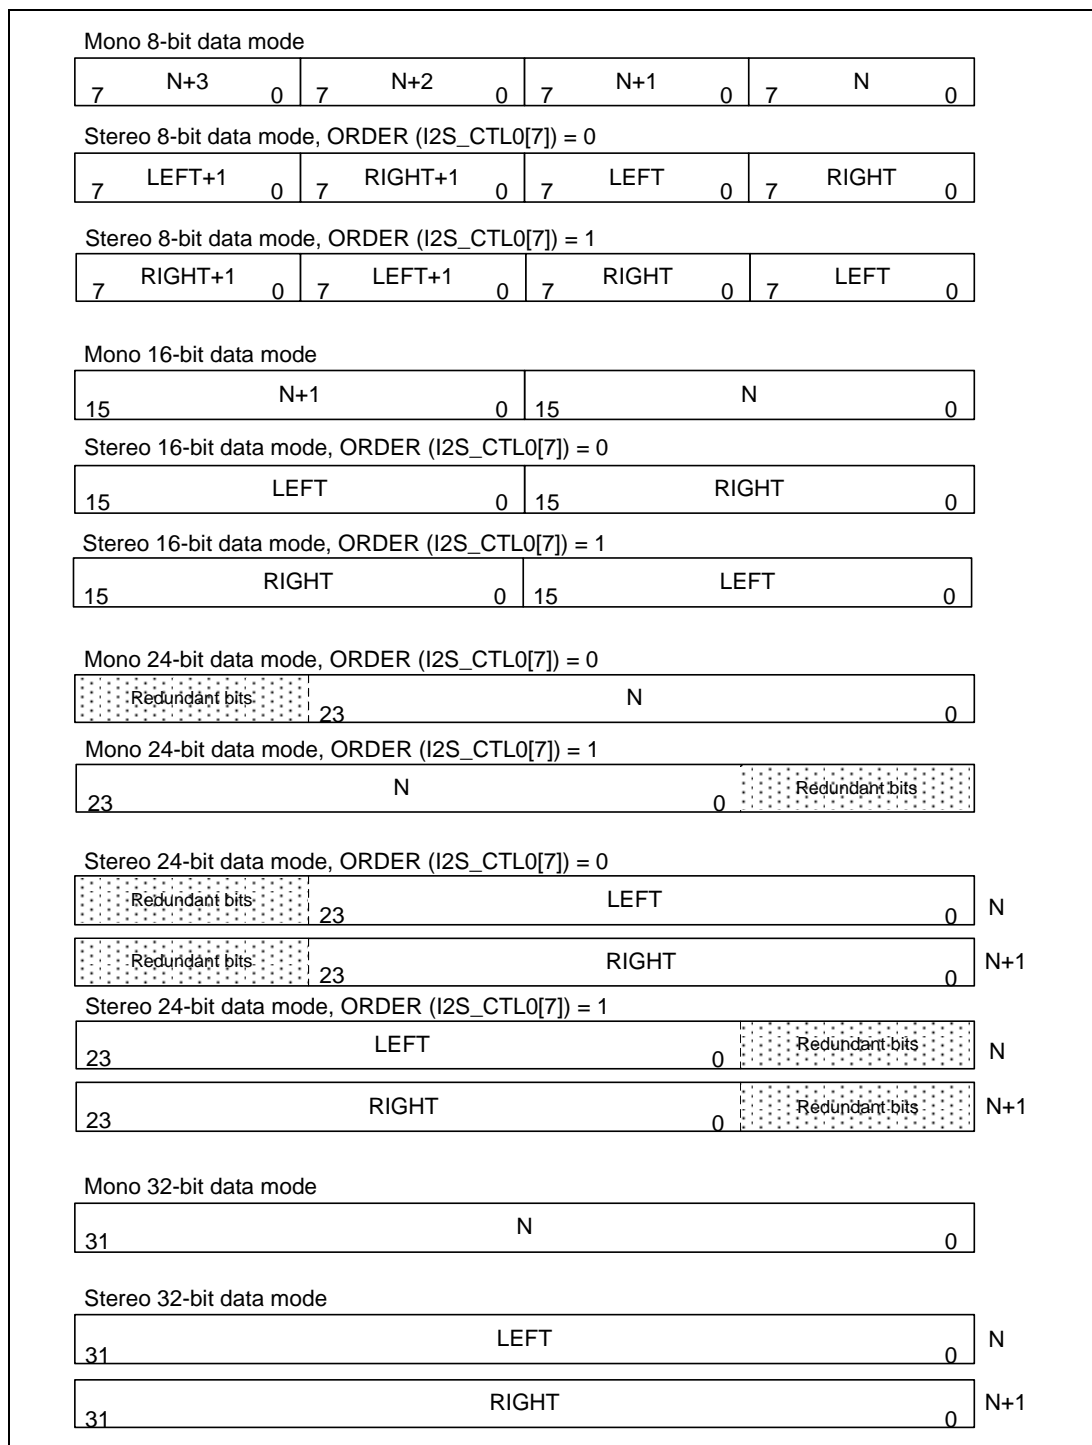 Mono 8-bit data mode
7 N+3 0 7 N+2 0 7 N+1 0 7 N 0
Stereo 8-bit data mode, ORDER (I2S_CTL0[7]) = 0
7 LEFT+1 0 7 RIGHT+1 0 7 LEFT 0 7 RIGHT 0
Stereo 8-bit data mode, ORDER (I2S_CTL0[7]) = 1
7 RIGHT+1 0 7 LEFT+1 0 7 RIGHT 0 7 LEFT 0
Mono 16-bit data mode
15 N+1 0 15 N 0
Stereo 16-bit data mode, ORDER (I2S_CTL0[7]) = 0
15 LEFT 0 15 RIGHT 0
Stereo 16-bit data mode, ORDER (I2S_CTL0[7]) = 1
15 RIGHT 0 15 LEFT 0
Mono 24-bit data mode, ORDER (I2S_CTL0[7]) = 0
Redundant bits 23 N 0
Mono 24-bit data mode, ORDER (I2S_CTL0[7]) = 1
23 N 0 Redundant bits
Stereo 24-bit data mode, ORDER (I2S_CTL0[7]) = 0
Redundant bits 23 LEFT 0 N
Redundant bits 23 RIGHT 0 N+1
Stereo 24-bit data mode, ORDER (I2S_CTL0[7]) = 1
23 LEFT 0 Redundant bits N
23 RIGHT 0 Redundant bits N+1
Mono 32-bit data mode
31 N 0
Stereo 32-bit data mode
31 LEFT 0 N
31 RIGHT 0 N+1